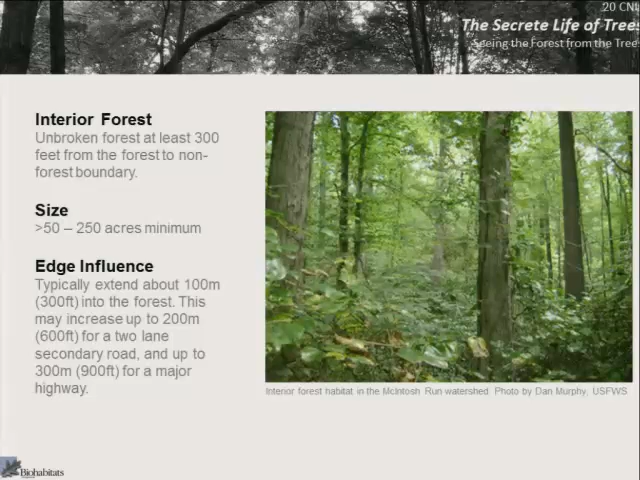 20 CNL
The Secrete Life of Trees
Seeing the Forest from the Trees
Interior Forest
Unbroken forest at least 300
feet from the forest to non-
forest boundary.
Size
>50 – 250 acres minimum
Edge Influence
Typically extend about 100m
(300ft) into the forest. This
may increase up to 200m
(600ft) for a two lane
secondary road, and up to
300m (900ft) for a major
highway.
Interior forest habitat in the McIntosh Run watershed. Photo by Dan Murphy, USFWS
Biohabitats